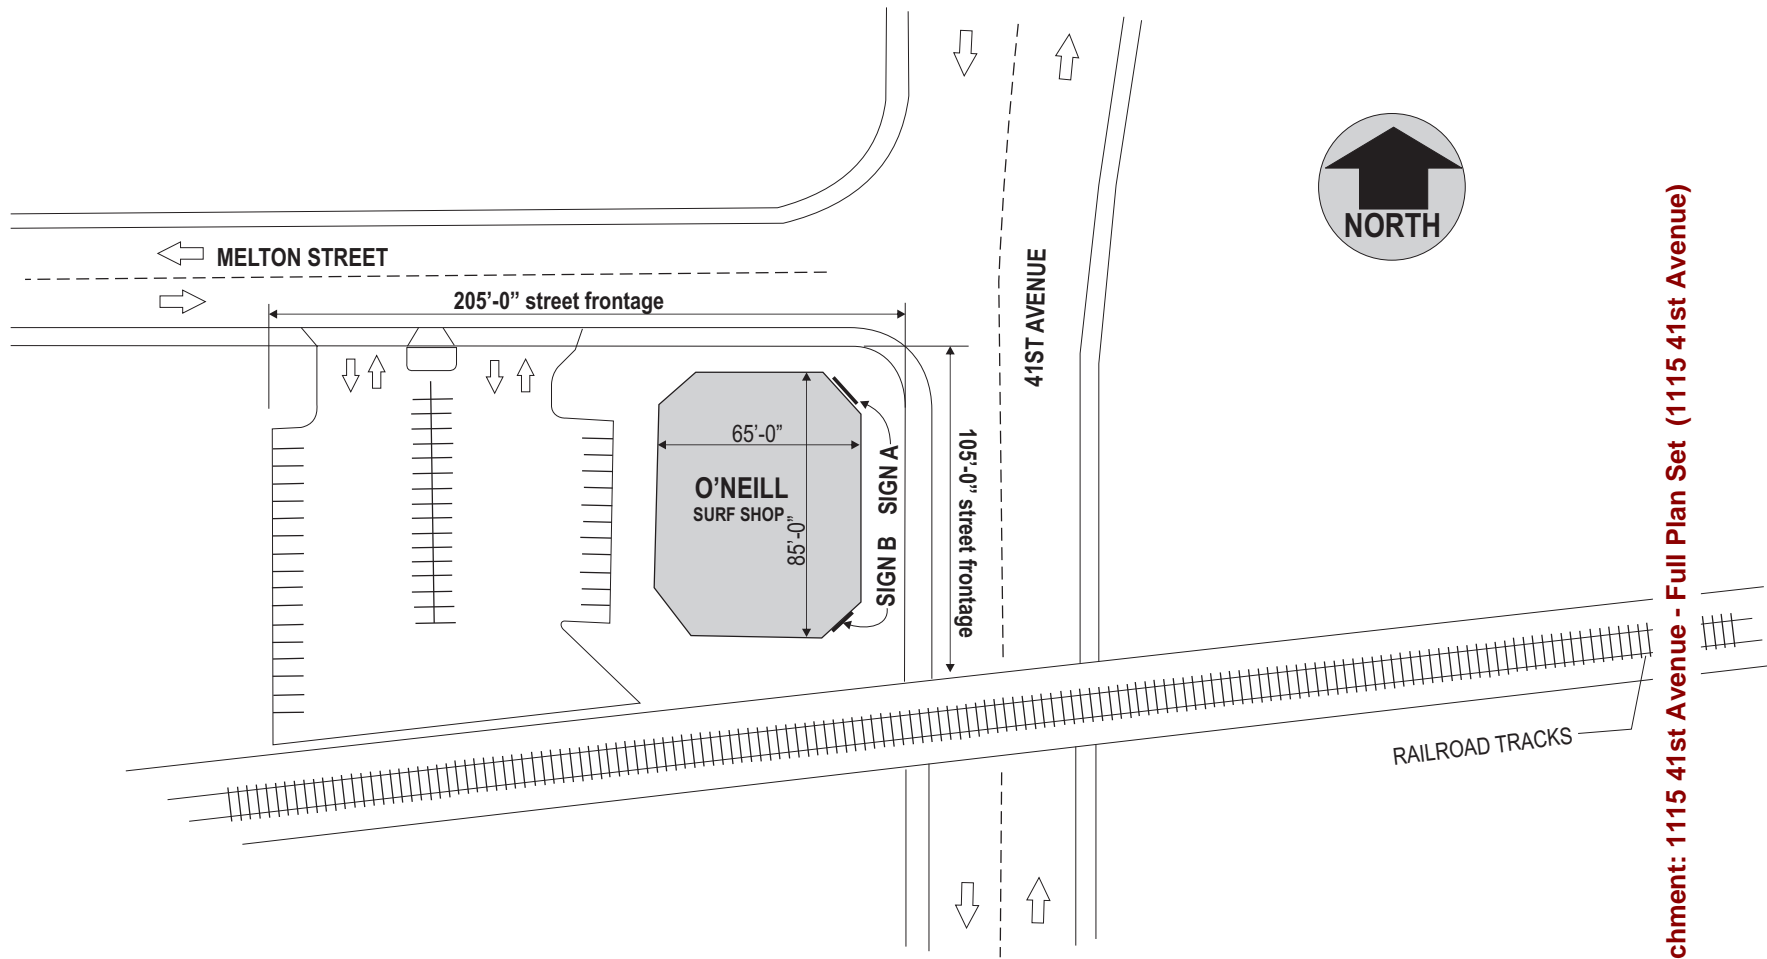 NORTH
MELTON STREET
205’-0” street frontage
41ST AVENUE
65’-0”
O’NEILL
SURF SHOP
85’-0”
SIGN A
SIGN B
105’-0” street frontage
RAILROAD TRACKS
chment: 1115 41st Avenue - Full Plan Set (1115 41st Avenue)